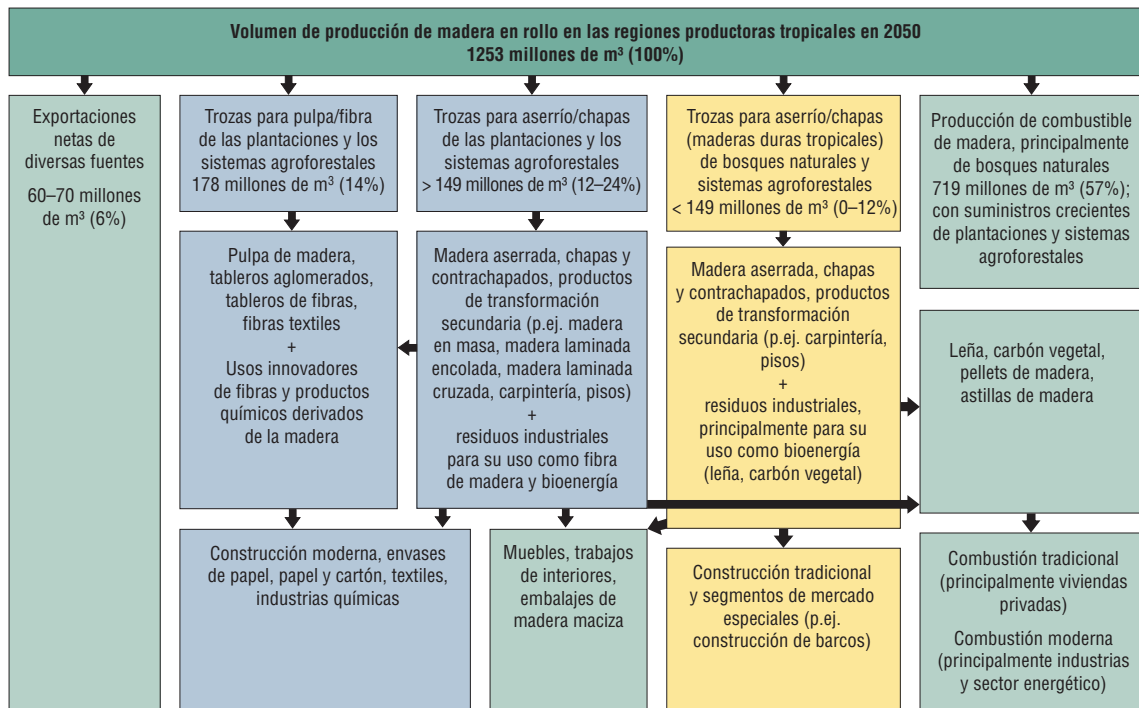 Volumen de producción de madera en rollo en las regiones productoras tropicales en 2050
1253 millones de m³ (100%)
Exportaciones
netas de
diversas fuentes
60–70 millones
de m³ (6%)
Trozas para pulpa/fibra
de las plantaciones y los
sistemas agroforestales
178 millones de m³ (14%)
Trozas para aserrío/chapas
de las plantaciones y los
sistemas agroforestales
> 149 millones de m³ (12–24%)
Trozas para aserrío/chapas
(maderas duras tropicales)
de bosques naturales y
sistemas agroforestales
< 149 millones de m³ (0–12%)
Producción de combustible
de madera, principalmente
de bosques naturales
719 millones de m³ (57%);
con suministros crecientes
de plantaciones y sistemas
agroforestales
Pulpa de madera,
tableros aglomerados,
tableros de fibras,
fibras textiles
+
Usos innovadores
de fibras y productos
químicos derivados
de la madera
Madera aserrada, chapas y
contrachapados, productos
de transformación
secundaria (p.ej. madera
en masa, madera laminada
encolada, madera laminada
cruzada, carpintería, pisos)
+
residuos industriales
para su uso como fibra
de madera y bioenergía
Madera aserrada, chapas
y contrachapados, productos
de transformación
secundaria (p.ej. carpintería,
pisos)
+
residuos industriales,
principalmente para su
uso como bioenergía
(leña, carbón vegetal)
Leña, carbón vegetal,
pellets de madera,
astillas de madera
Construcción moderna, envases
de papel, papel y cartón, textiles,
industrias químicas
Muebles, trabajos
de interiores,
embalajes de
madera maciza
Construcción tradicional
y segmentos de mercado
especiales (p.ej.
construcción de barcos)
Combustión tradicional
(principalmente viviendas
privadas)
Combustión moderna
(principalmente industrias
y sector energético)